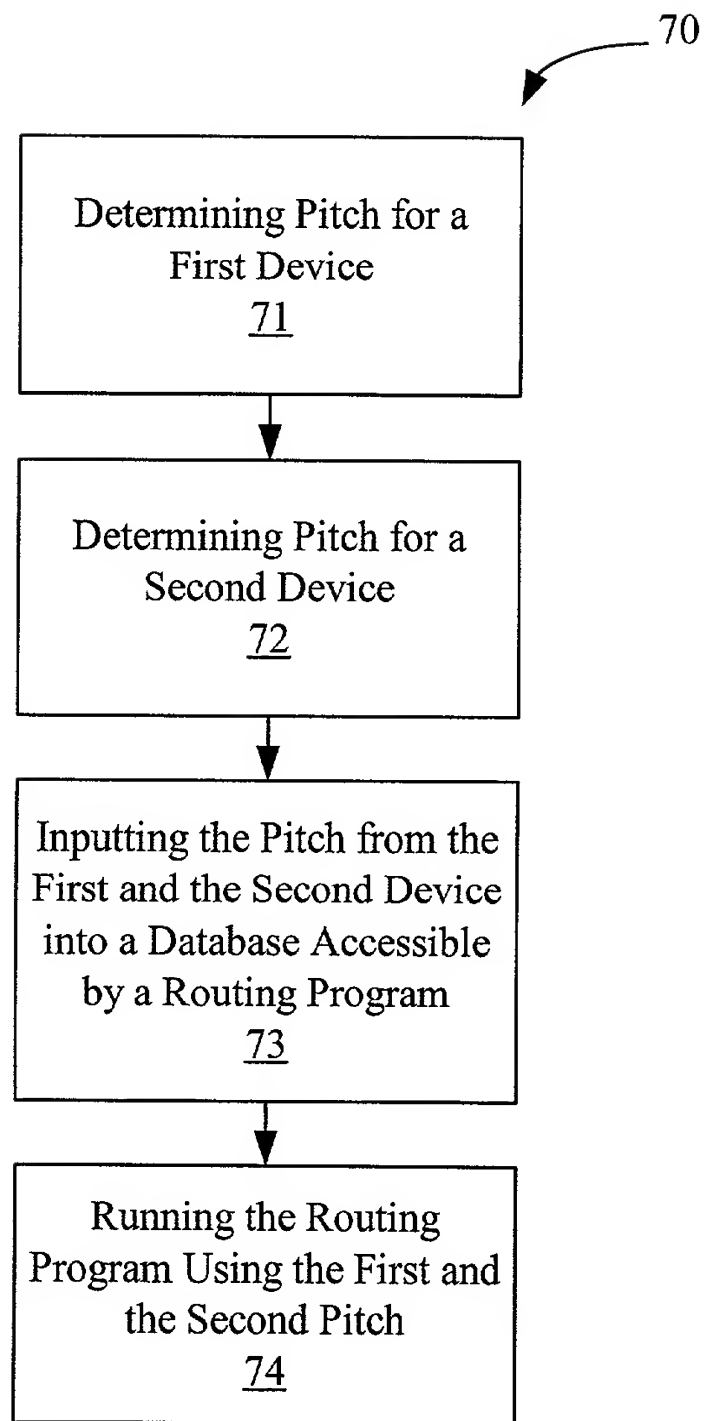 70
Determining Pitch for a
First Device
71
Determining Pitch for a
Second Device
72
Inputting the Pitch from the
First and the Second Device
into a Database Accessible
by a Routing Program
73
Running the Routing
Program Using the First and
the Second Pitch
74